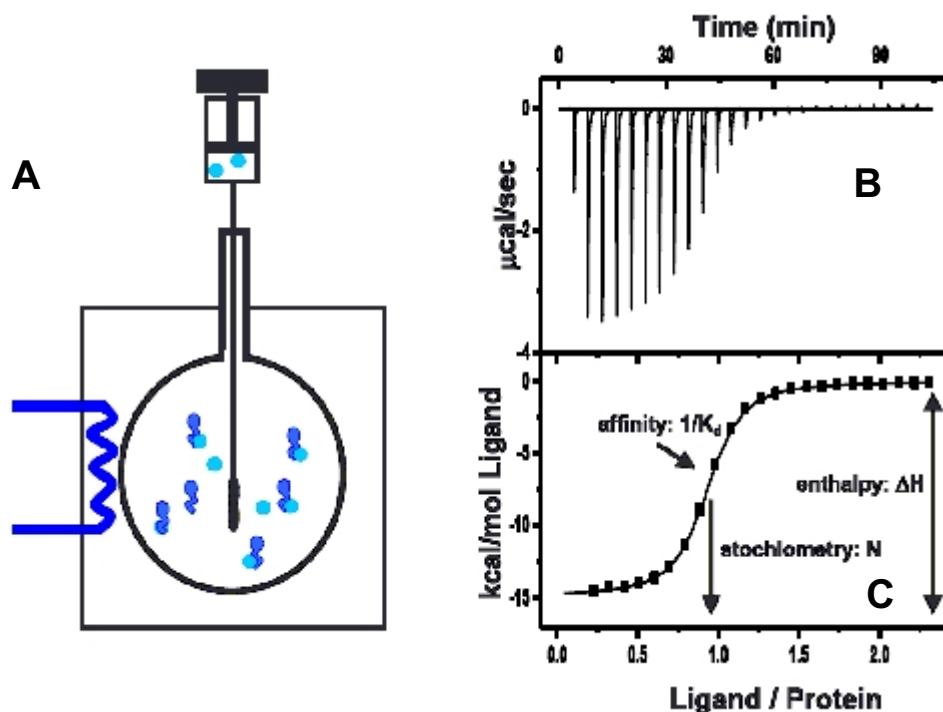 A
Time (min)
0 30 60 90
0
-2
-4
µcal/sec
B
0
-5
-10
-15
kcal/mol Ligand
affinity: 1/Kd
enthalpy: ΔH
stochiometry: N
C
0.0 0.5 1.0 1.5 2.0
Ligand / Protein